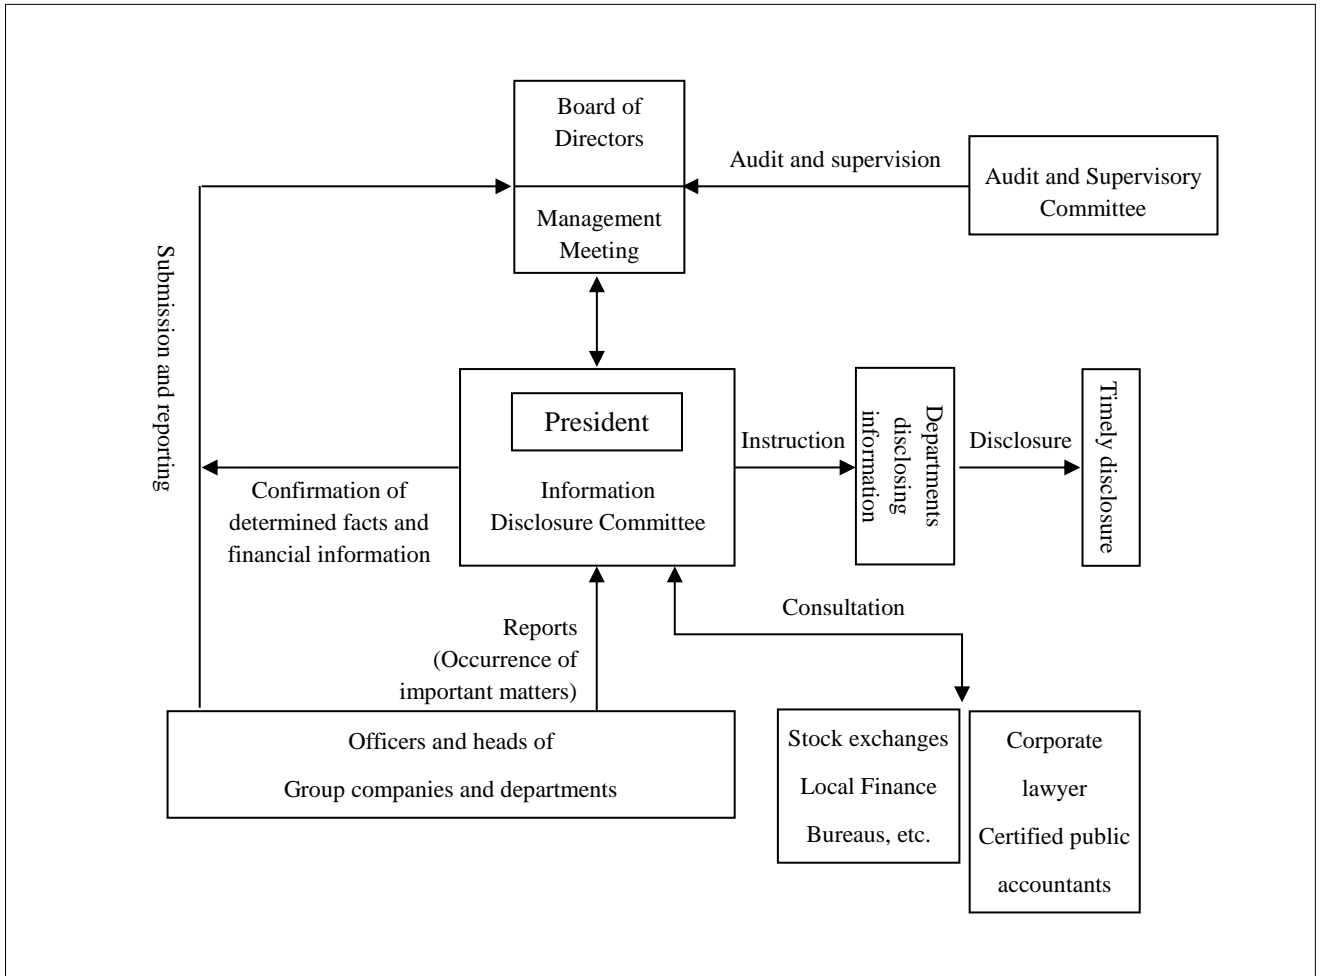 Board of
Directors
Audit and supervision
Audit and Supervisory
Committee
Management
Meeting
Submission and reporting
President
Information
Disclosure Committee
Instruction
Departments
disclosing
information
Disclosure
Timely disclosure
Confirmation of
determined facts and
financial information
Reports
(Occurrence of
important matters)
Consultation
Officers and heads of
Group companies and departments
Stock exchanges
Local Finance
Bureaus, etc.
Corporate
lawyer
Certified public
accountants